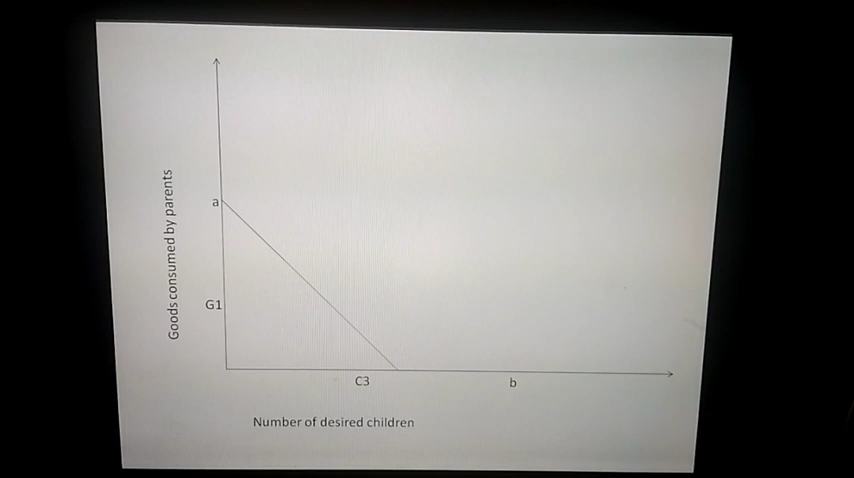 Goods consumed by parents
a
G1
C3
b
Number of desired children